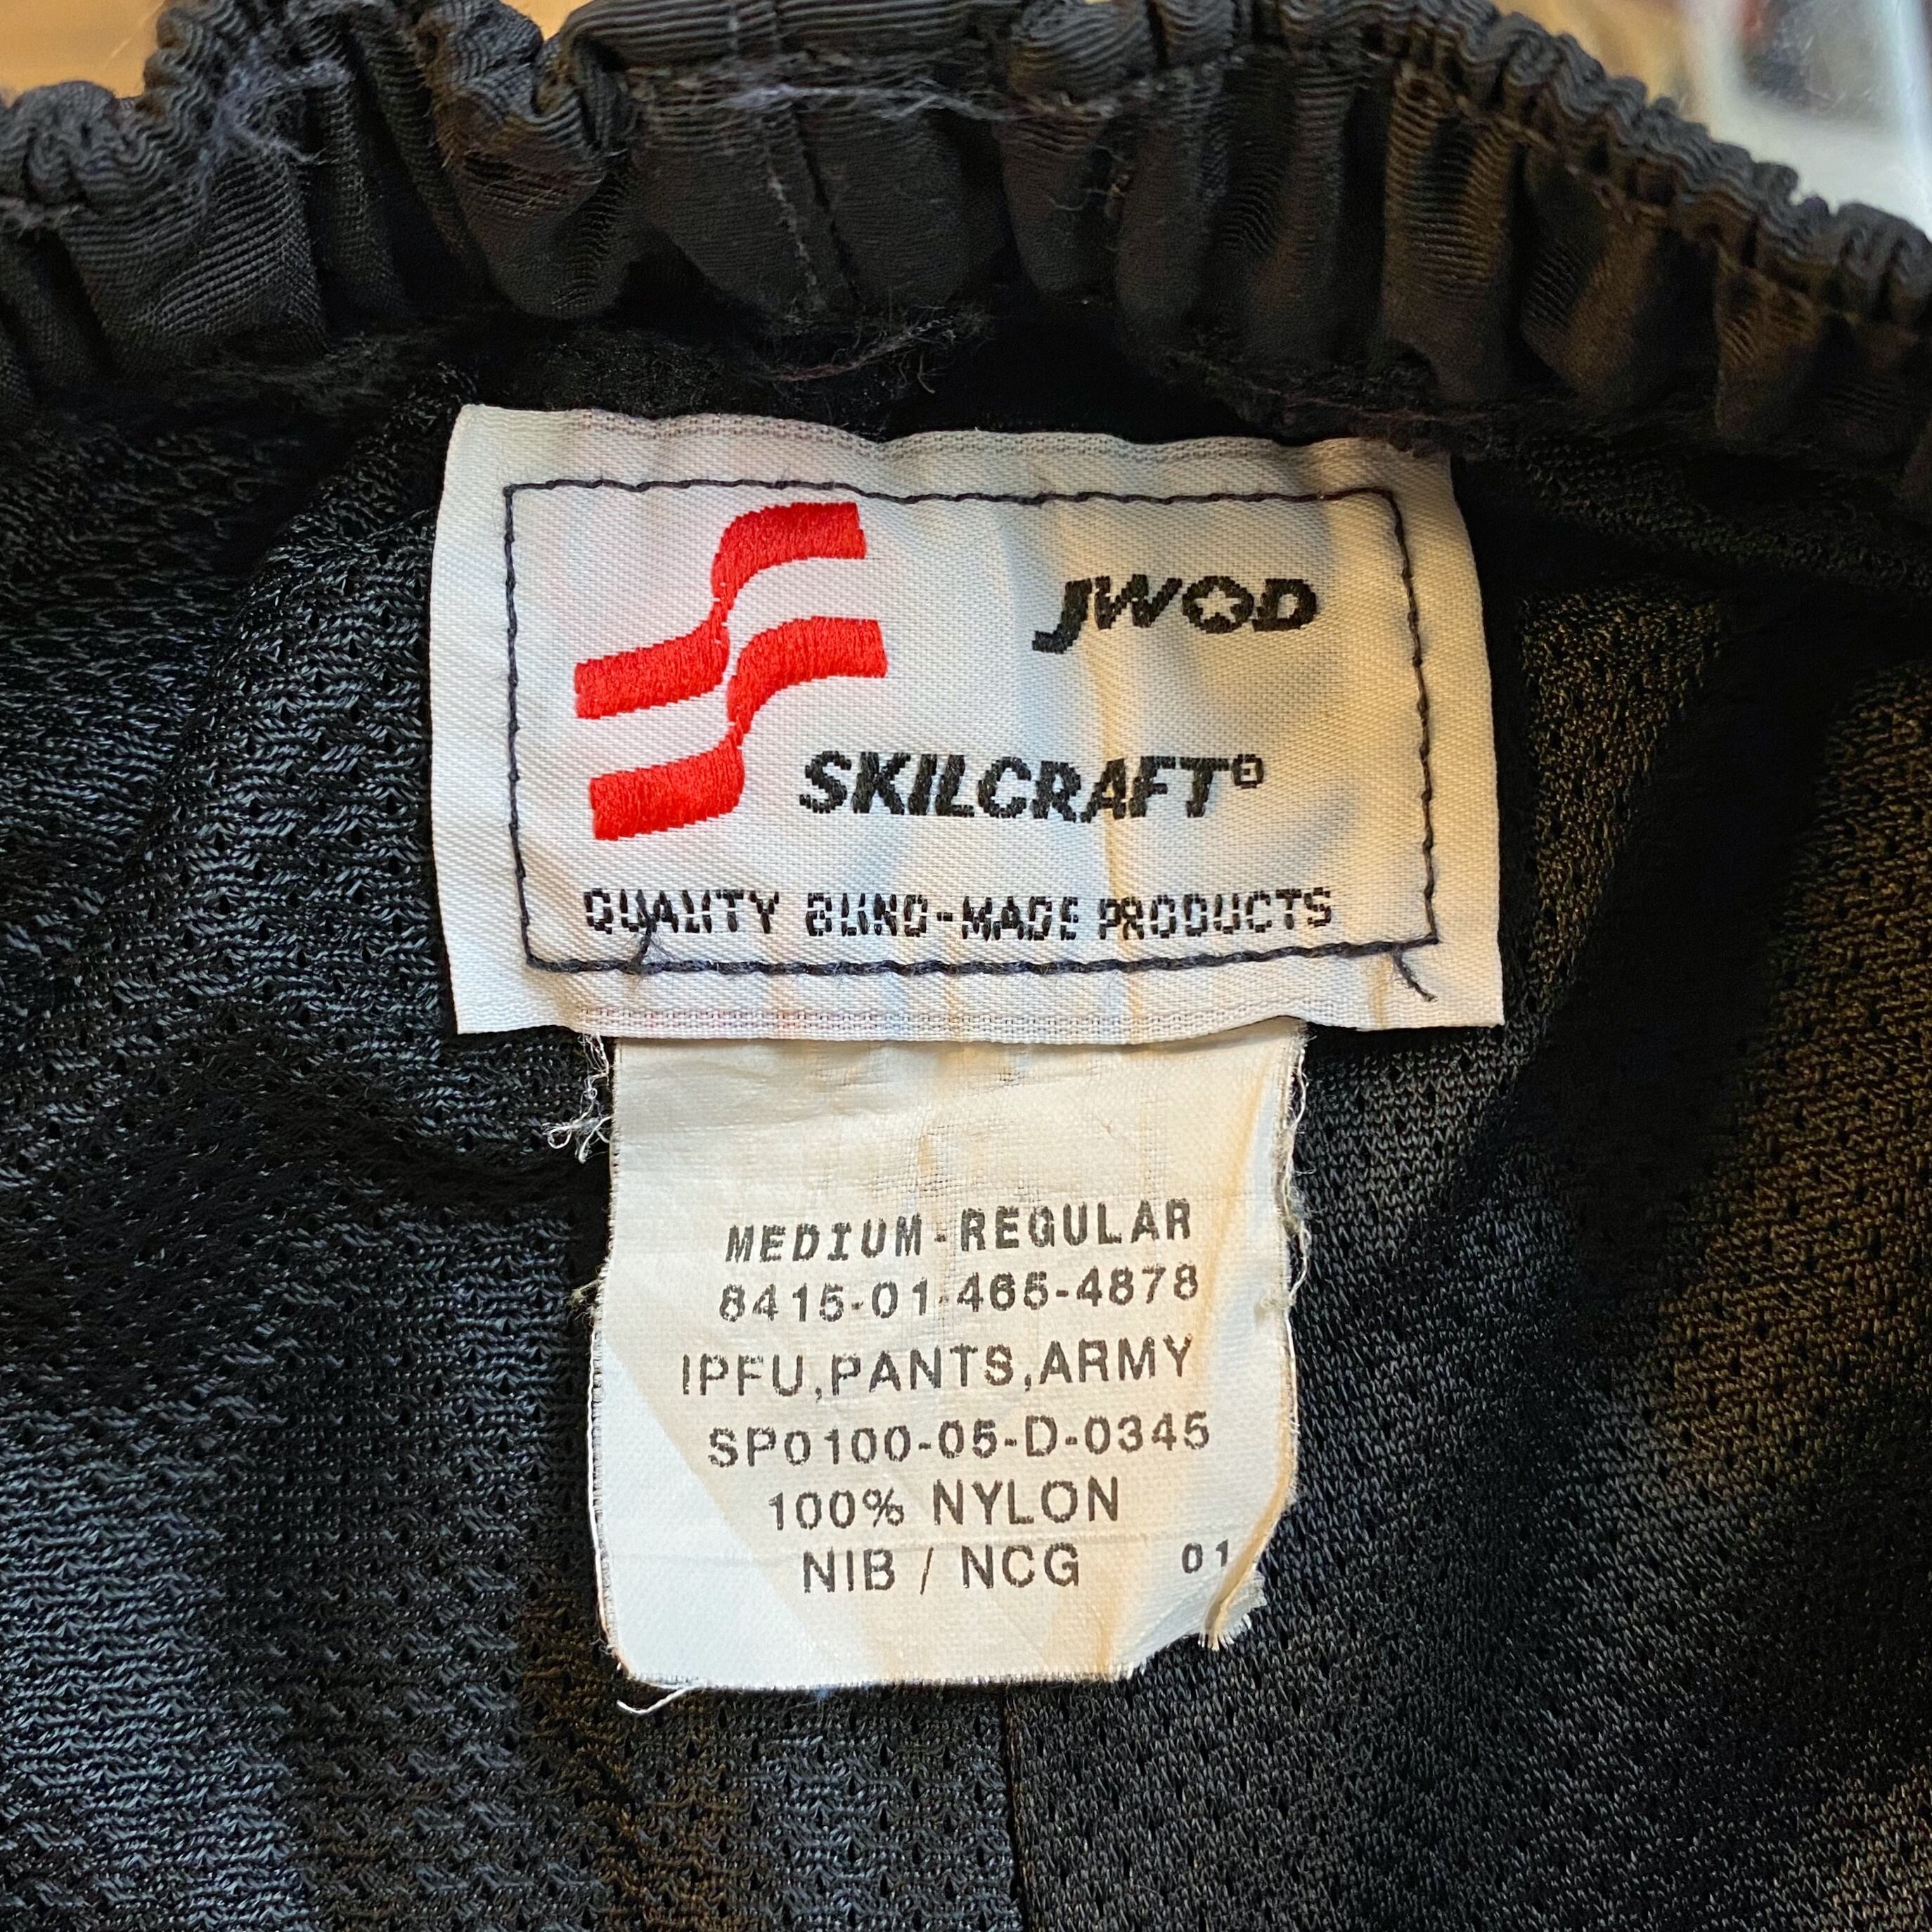 JWOD
SKILCRAFT®
QUALITY BLIND-MADE PRODUCTS
MEDIUM-REGULAR
8415-01-465-4878
IPFU,PANTS,ARMY
SP0100-05-D-0345
100% NYLON
NIB / NCG 01